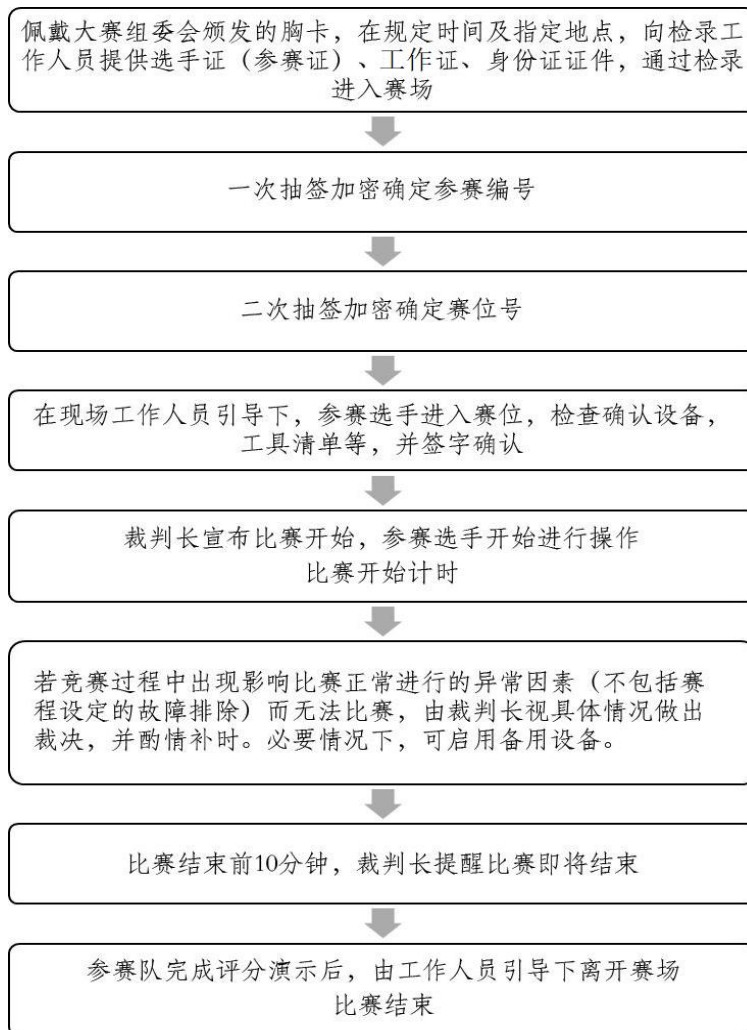 佩戴大赛组委会颁发的胸卡，在规定时间及指定地点，向检录工
作人员提供选手证（参赛证）、工作证、身份证证件，通过检录
进入赛场
一次抽签加密确定参赛编号
二次抽签加密确定赛位号
在现场工作人员引导下，参赛选手进入赛位，检查确认设备，
工具清单等，并签字确认
裁判长宣布比赛开始，参赛选手开始进行操作
比赛开始计时
若竞赛过程中出现影响比赛正常进行的异常因素（不包括赛
程设定的故障排除）而无法比赛，由裁判长视具体情况做出
裁决，并酌情补时。必要情况下，可启用备用设备。
比赛结束前10分钟，裁判长提醒比赛即将结束
参赛队完成评分演示后，由工作人员引导下离开赛场
比赛结束